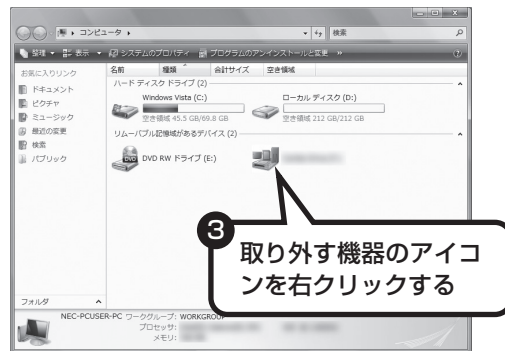 コンピュータ
検索
整理
表示
システムのプロパティ
プログラムのアンインストールと変更
»
お気に入りリンク
ドキュメント
ピクチャ
ミュージック
最近の変更
検索
パブリック
フォルダ
名前 種類 合計サイズ 空き領域
ハード ディスク ドライブ (2)
Windows Vista (C:)
空き領域 45.5 GB/69.8 GB
ローカル ディスク (D:)
空き領域 212 GB/212 GB
リムーバブル記憶域があるデバイス (2)
DVD RW ドライブ (E:)
3
取り外す機器のアイコ
ンを右クリックする
NEC-PCUSER-PC ワークグループ: WORKGROUP
プロセッサ:
メモリ: